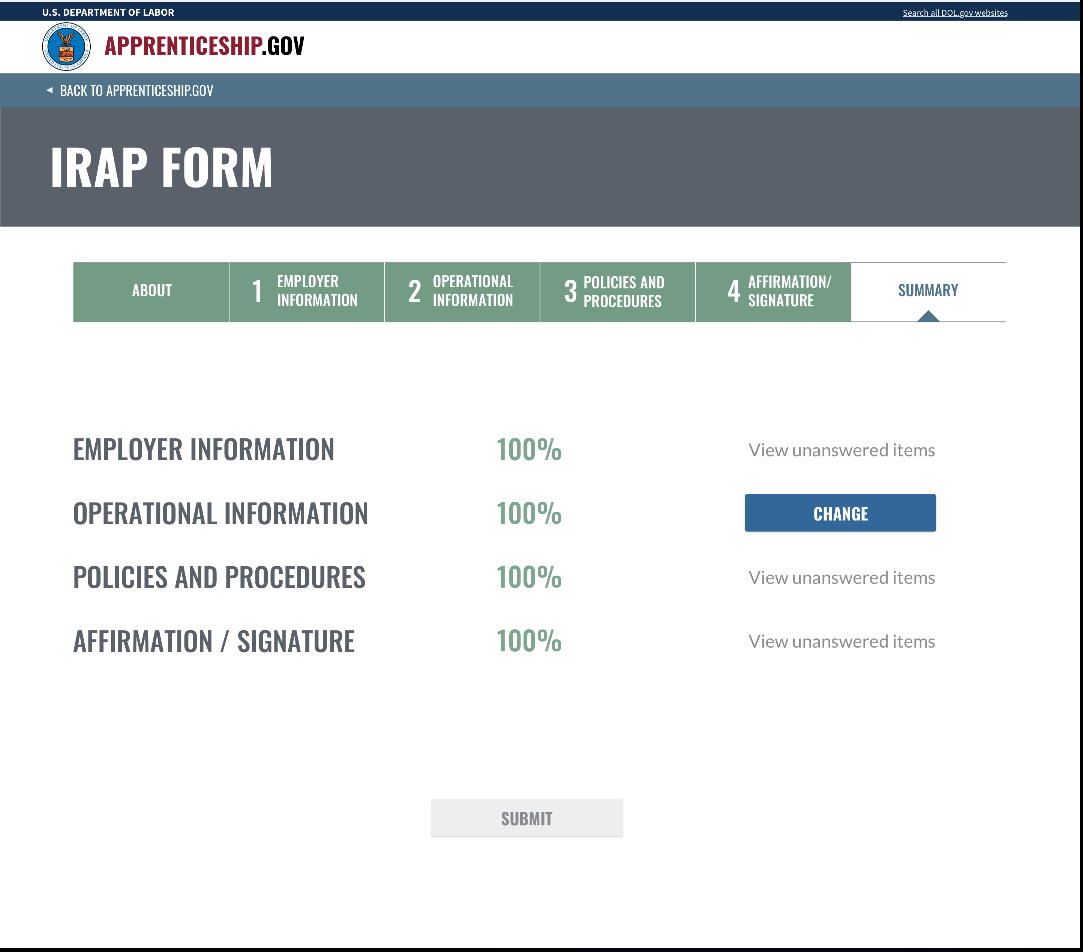 U.S. DEPARTMENT OF LABOR
Search all DOL.gov websites
APPRENTICESHIP.GOV
BACK TO APPRENTICESHIP.GOV
IRAP FORM
ABOUT
1 EMPLOYER
INFORMATION
2 OPERATIONAL
INFORMATION
3 POLICIES AND
PROCEDURES
4 AFFIRMATION/
SIGNATURE
SUMMARY
EMPLOYER INFORMATION 100% View unanswered items
OPERATIONAL INFORMATION 100% CHANGE
POLICIES AND PROCEDURES 100% View unanswered items
AFFIRMATION / SIGNATURE 100% View unanswered items
SUBMIT